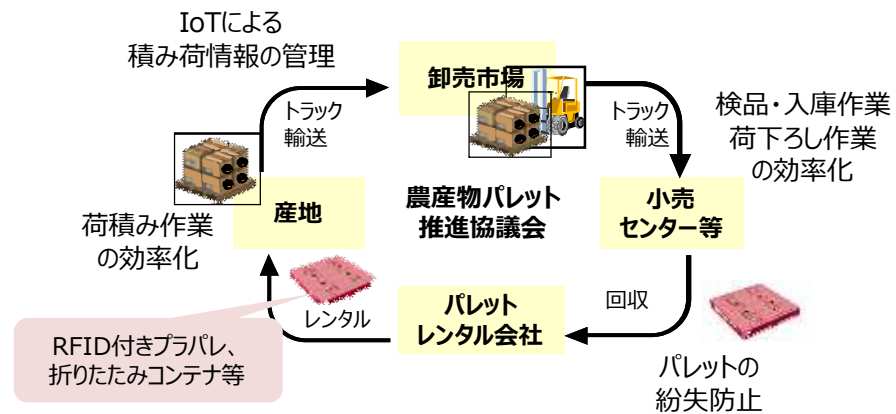 IoTによる
積み荷情報の管理
卸売市場
トラック
輸送
トラック
輸送
検品・入庫作業
荷下ろし作業
の効率化
産地
農産物パレット
推進協議会
小売
センター等
荷積み作業
の効率化
レンタル
パレット
レンタル会社
回収
RFID付きプラパレ、
折りたたみコンテナ等
パレットの
紛失防止